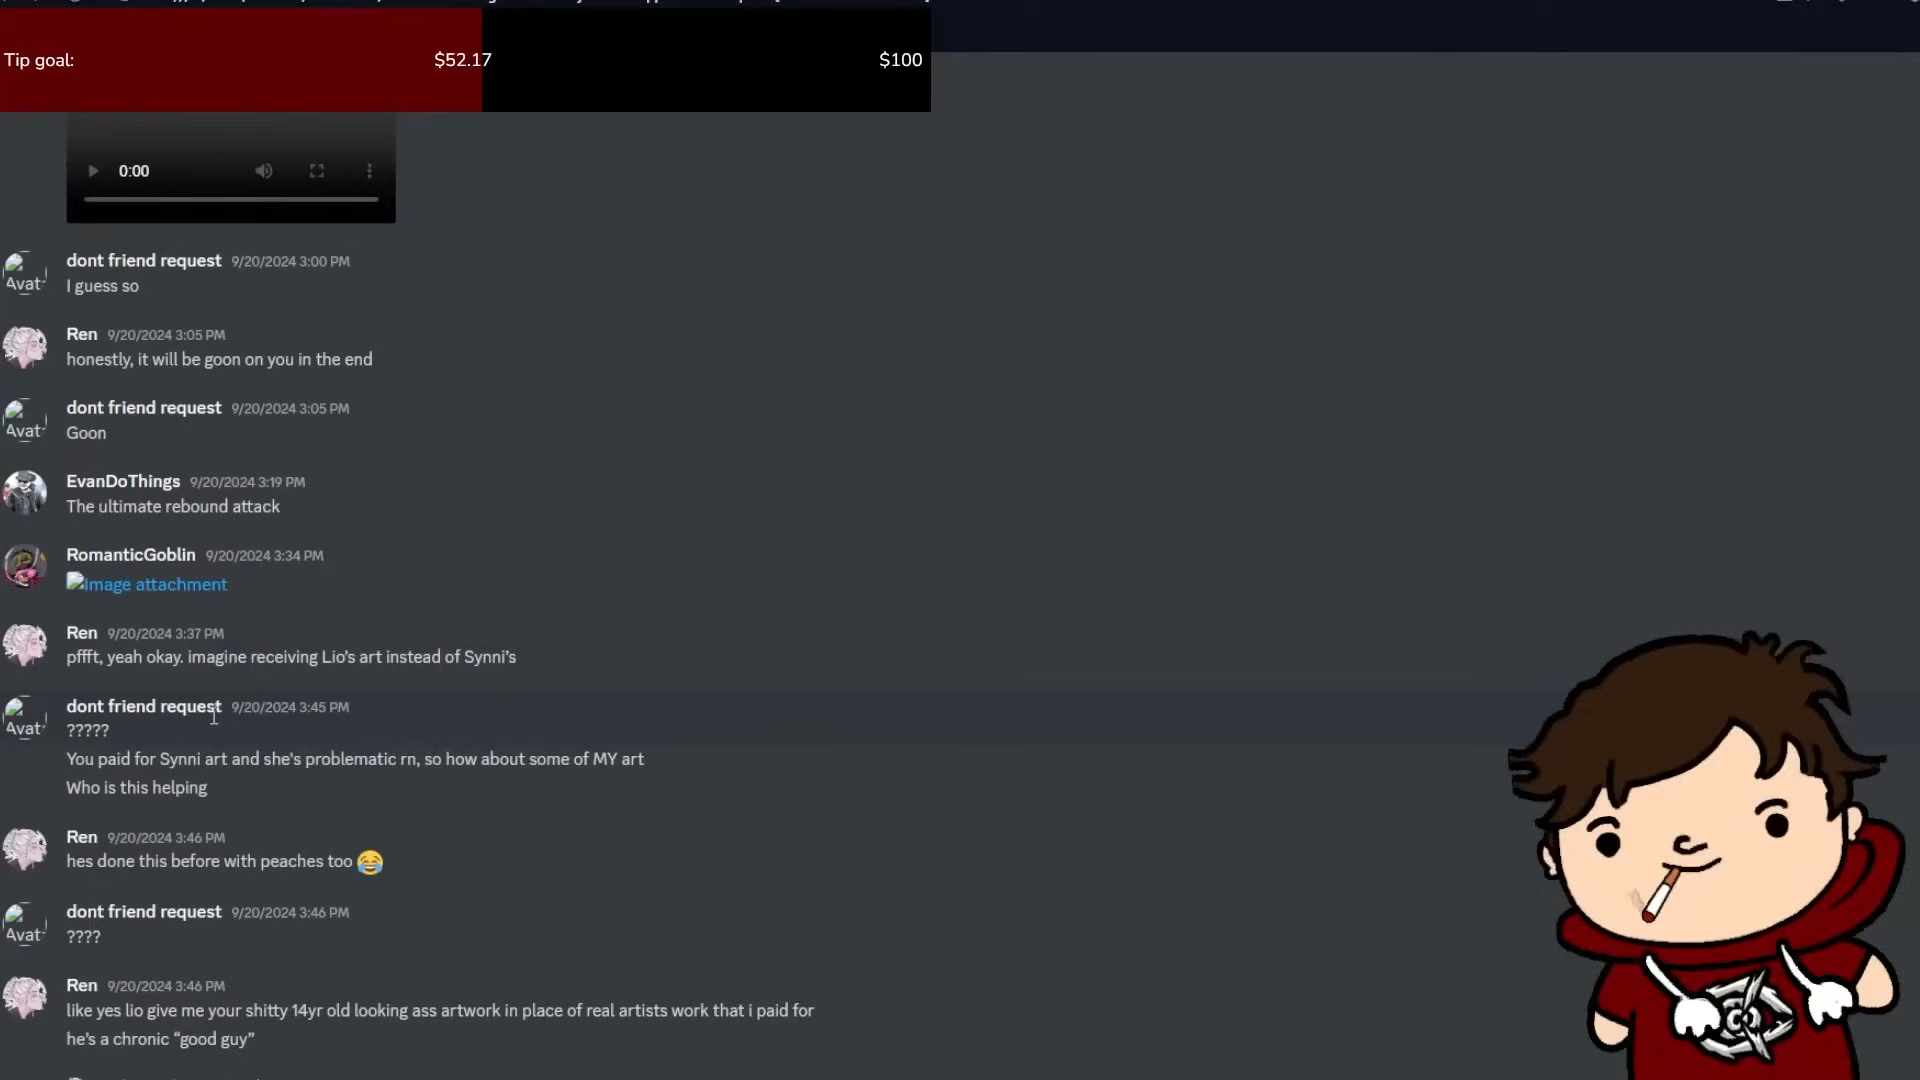 Tip goal: $52.17 $100
0:00
dont friend request 9/20/2024 3:00 PM
Avat
I guess so
Ren 9/20/2024 3:05 PM
honestly, it will be goon on you in the end
dont friend request 9/20/2024 3:05 PM
Avat
Goon
EvanDoThings 9/20/2024 3:19 PM
The ultimate rebound attack
RomanticGoblin 9/20/2024 3:34 PM
Image attachment
Ren 9/20/2024 3:37 PM
pffft, yeah okay. imagine receiving Lio’s art instead of Synni’s
dont friend request 9/20/2024 3:45 PM
Avat
?????
You paid for Synni art and she's problematic rn, so how about some of MY art
Who is this helping
Ren 9/20/2024 3:46 PM
hes done this before with peaches too 😂
dont friend request 9/20/2024 3:46 PM
Avat
????
Ren 9/20/2024 3:46 PM
like yes lio give me your shitty 14yr old looking ass artwork in place of real artists work that i paid for
he’s a chronic “good guy”